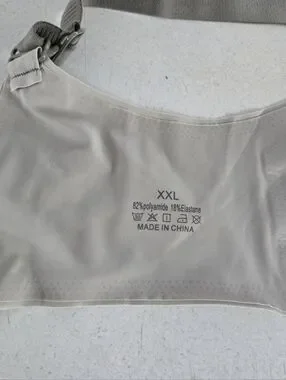 XXL
82%polyamide 18%Elastane
MADE IN CHINA